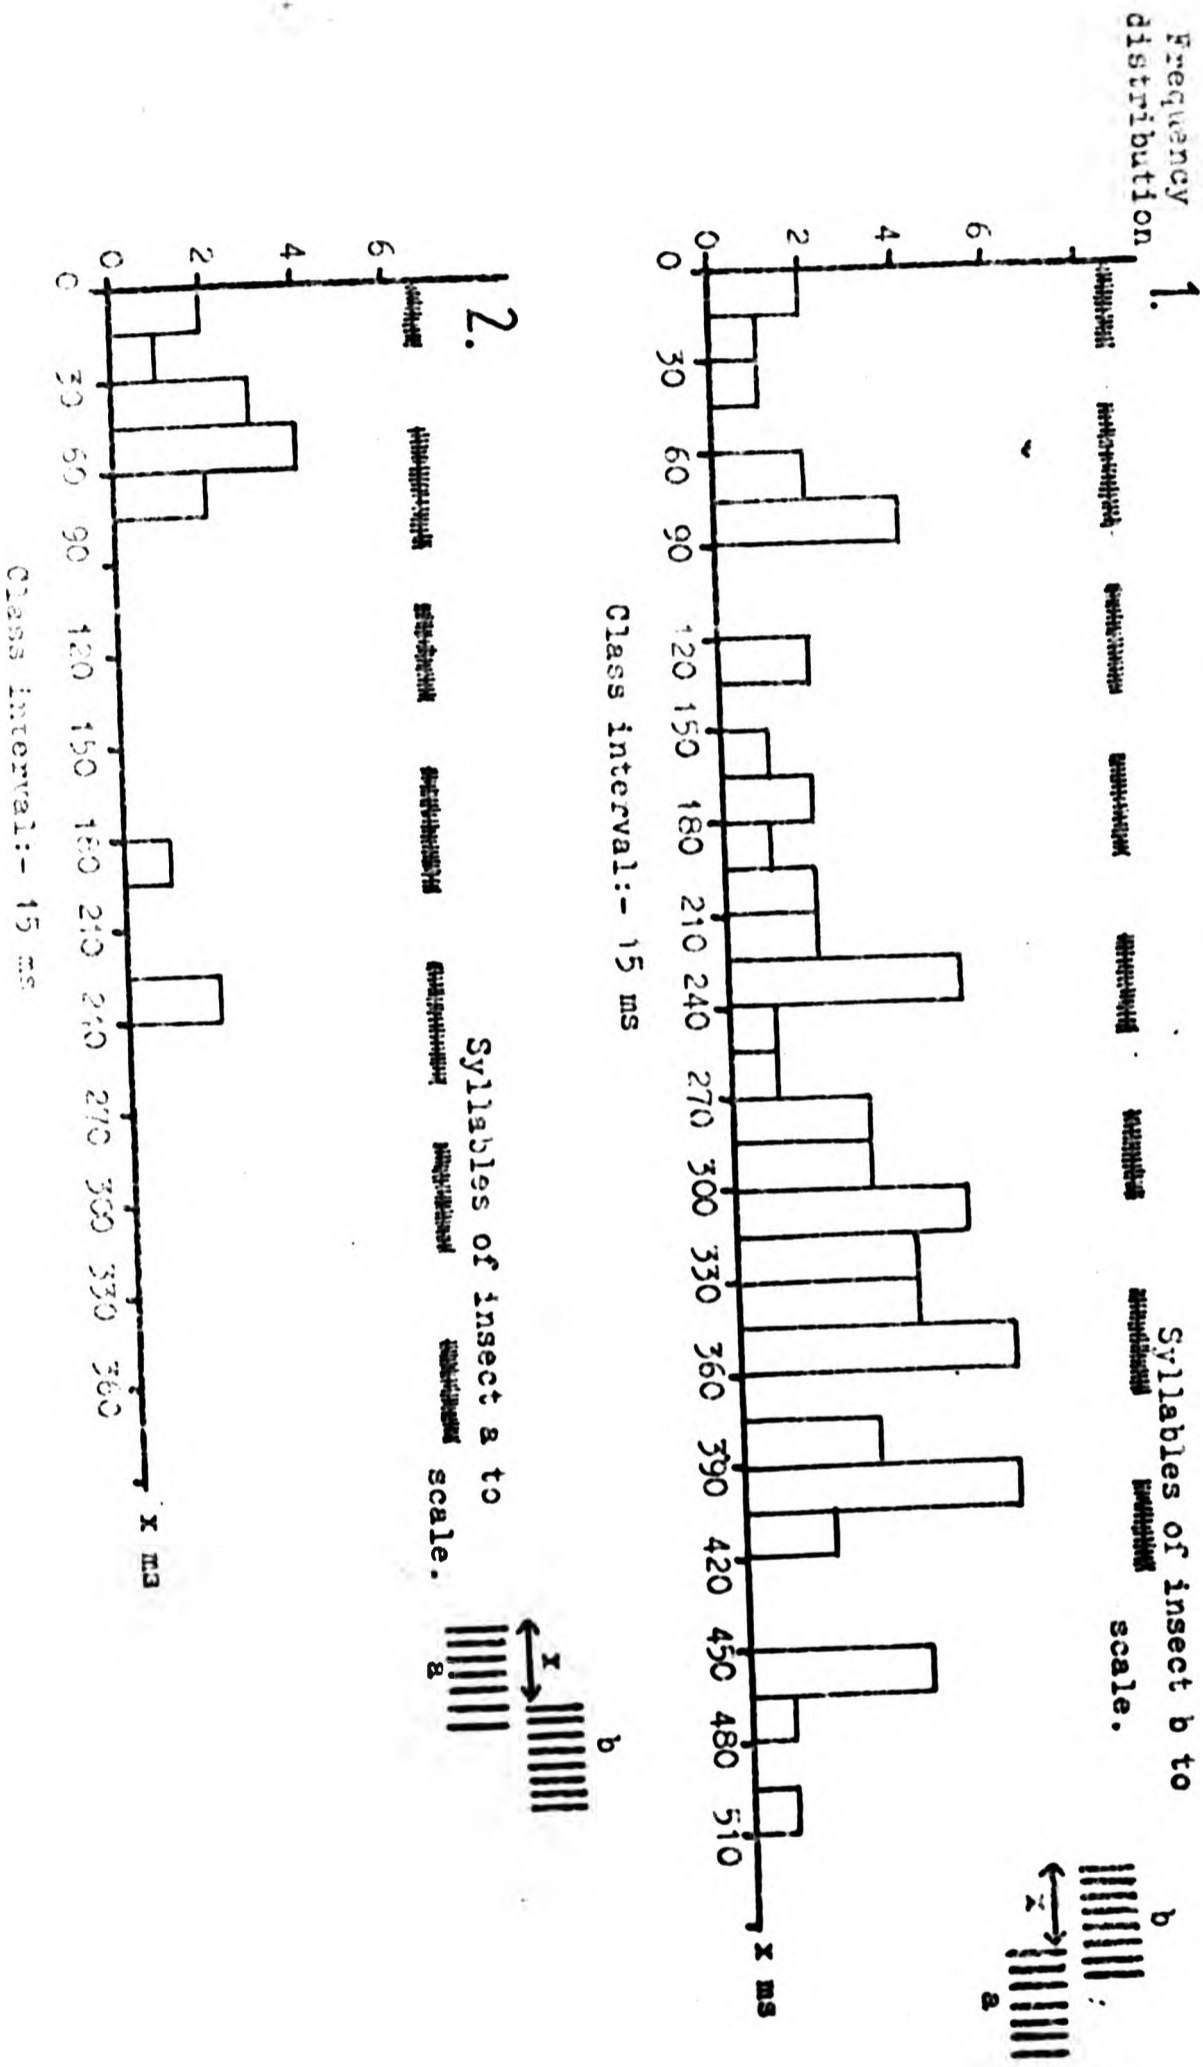 Frequency
distribution
1.
Syllables of insect b to
scale.
b
x
a
6
4
2
0
0 30 60 90 120 150 180 210 240 270 300 330 360 390 420 450 480 510 x ms
Class interval:- 15 ms
2.
Syllables of insect a to
scale.
b
x
a
6
4
2
0
0 30 60 90 120 150 180 210 240 270 300 330 360 x ms
Class interval:- 15 ms